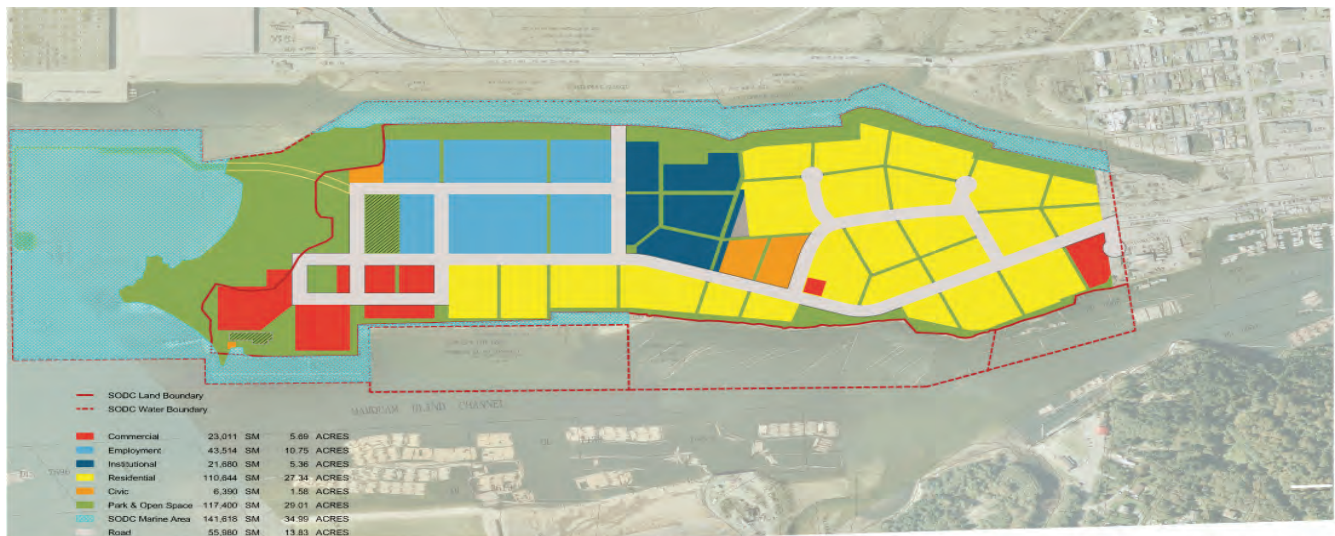 SODC Land Boundary
SODC Water Boundary
MAMQUAM BLIND CHANNEL
Commercial 23,011 SM 5.69 ACRES
Employment 43,514 SM 10.75 ACRES
Institutional 21,680 SM 5.36 ACRES
Residential 110,644 SM 27.34 ACRES
Civic 6,390 SM 1.58 ACRES
Park & Open Space 117,400 SM 29.01 ACRES
SODC Marine Area 141,618 SM 34.99 ACRES
Road 55,980 SM 13.83 ACRES